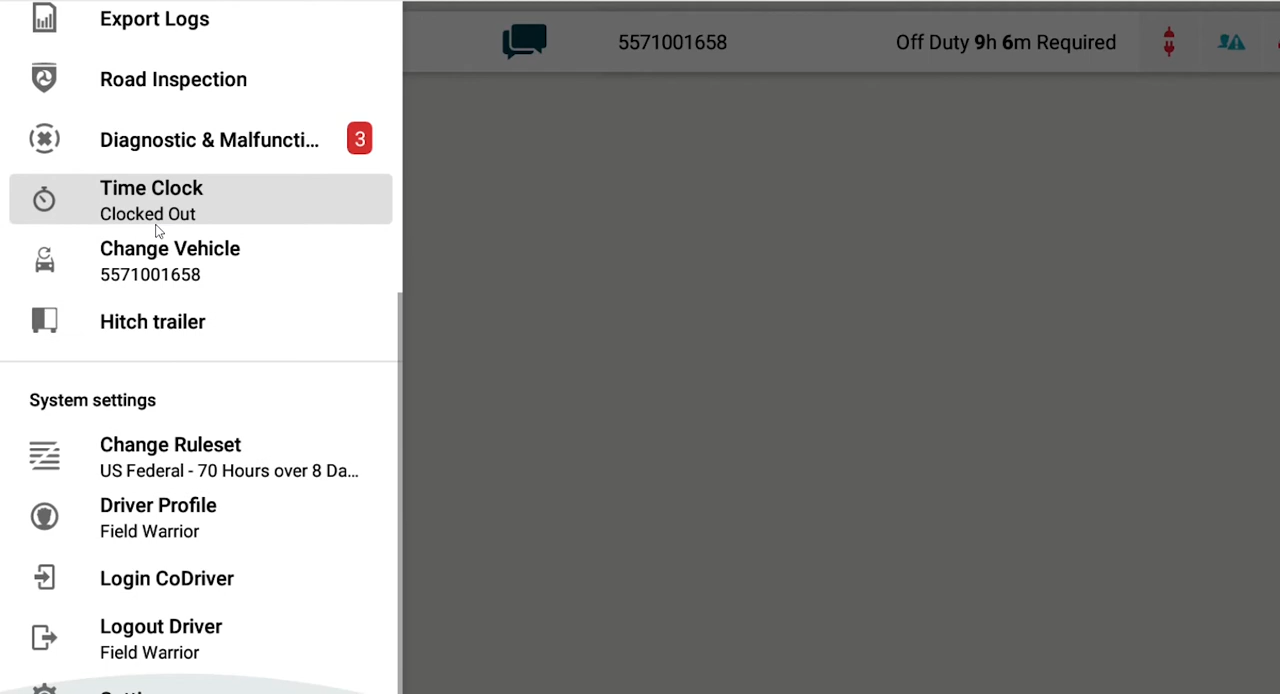 Export Logs
5571001658
Off Duty 9h 6m Required
Road Inspection
Diagnostic & Malfuncti...
3
Time Clock
Clocked Out
Change Vehicle
5571001658
Hitch trailer
System settings
Change Ruleset
US Federal - 70 Hours over 8 Da...
Driver Profile
Field Warrior
Login CoDriver
Logout Driver
Field Warrior